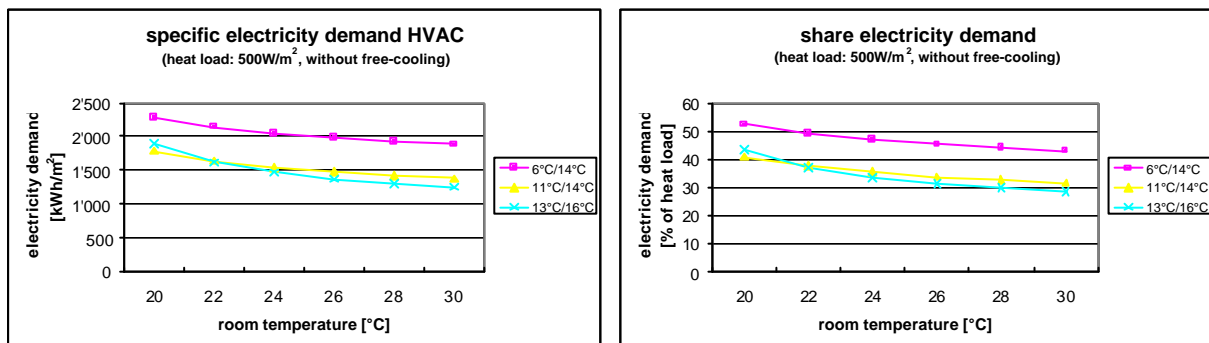 specific electricity demand HVAC
(heat load: 500W/m², without free-cooling)
electricity demand
[kWh/m²]
2'500
2'000
1'500
1'000
500
0
20 22 24 26 28 30
room temperature [°C]
6°C/14°C
11°C/14°C
13°C/16°C
share electricity demand
(heat load: 500W/m², without free-cooling)
electricity demand
[% of heat load]
60
50
40
30
20
10
0
20 22 24 26 28 30
room temperature [°C]
6°C/14°C
11°C/14°C
13°C/16°C